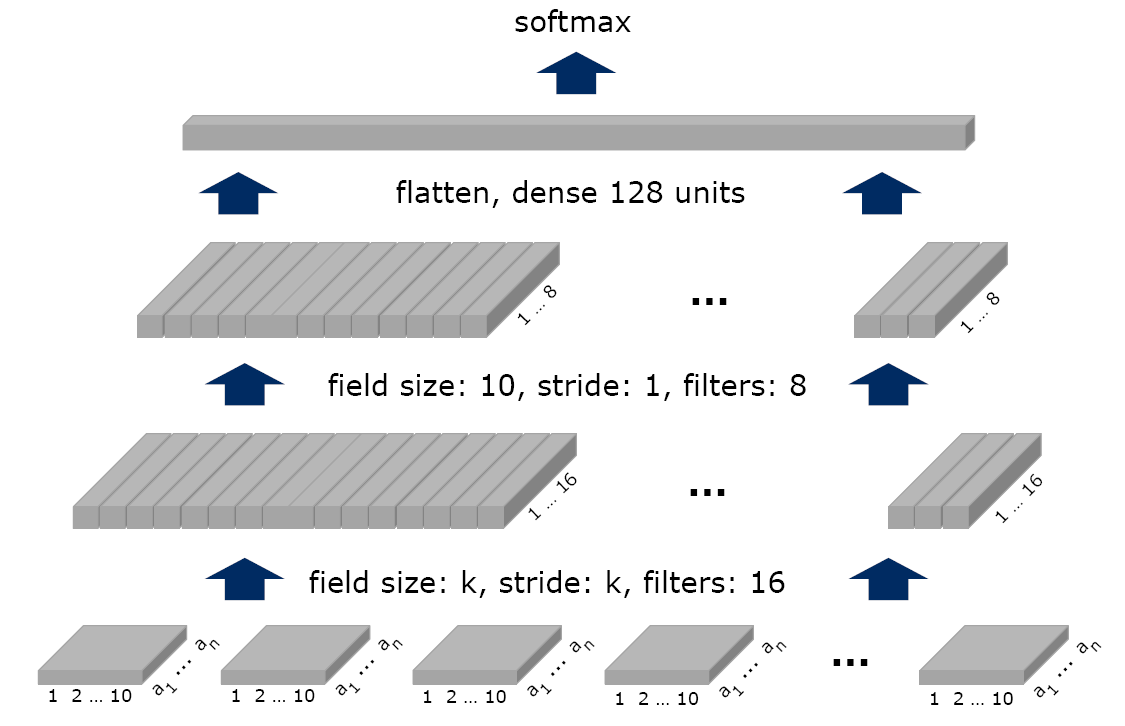 softmax
flatten, dense 128 units
1 ... 8
...
1 ... 8
field size: 10, stride: 1, filters: 8
1 ... 16
...
1 ... 16
field size: k, stride: k, filters: 16
a1 ... an
a1 ... an
a1 ... an
a1 ... an
...
a1 ... an
1 2 ... 10
1 2 ... 10
1 2 ... 10
1 2 ... 10
1 2 ... 10